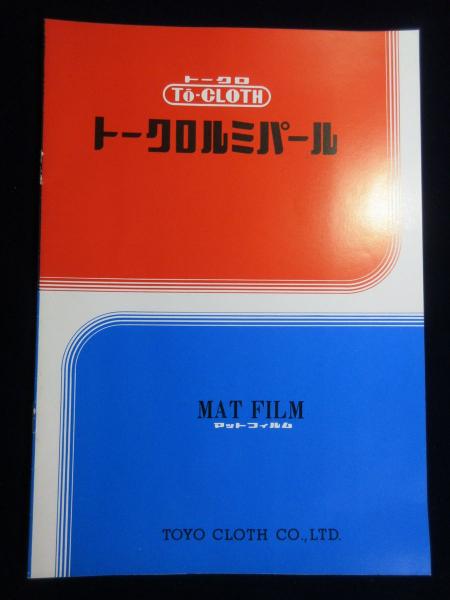 トークロ
TŌ-CLOTH
トークロルミパール
MAT FILM
マットフィルム
TOYO CLOTH CO.,LTD.